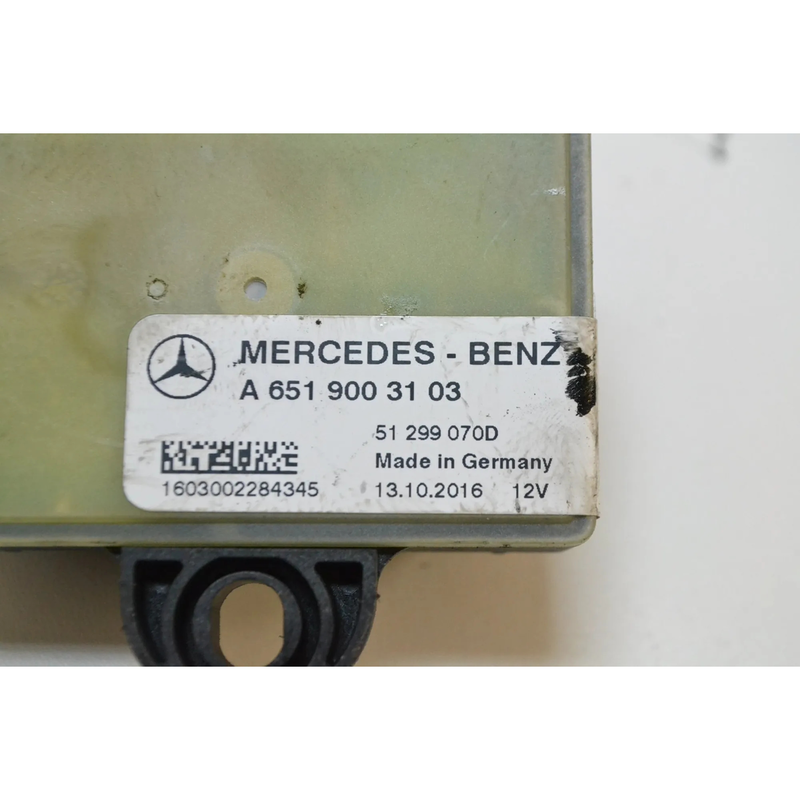 MERCEDES - BENZ
A 651 900 31 03
51 299 070D
Made in Germany
1603002284345 13.10.2016 12V